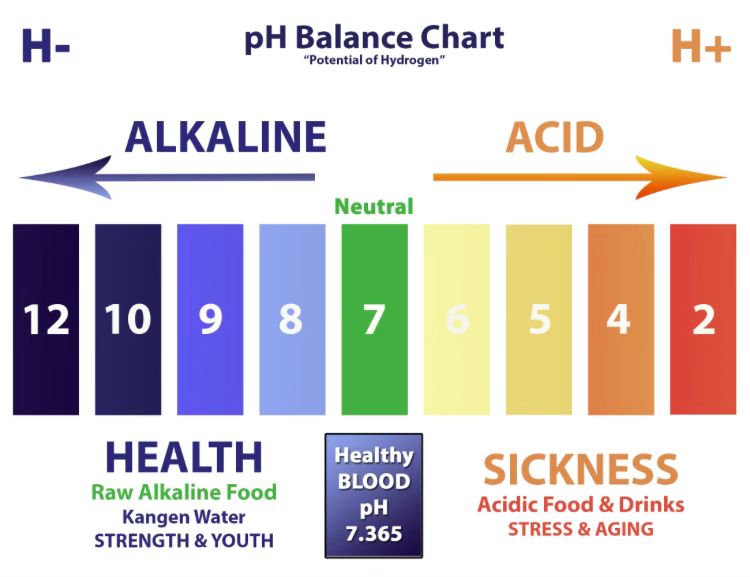 H-
pH Balance Chart
H+
“Potential of Hydrogen”
ALKALINE
ACID
Neutral
12 10 9 8 7 6 5 4 2
HEALTH
Raw Alkaline Food
Kangen Water
STRENGTH & YOUTH
Healthy
BLOOD
pH
7.365
SICKNESS
Acidic Food & Drinks
STRESS & AGING